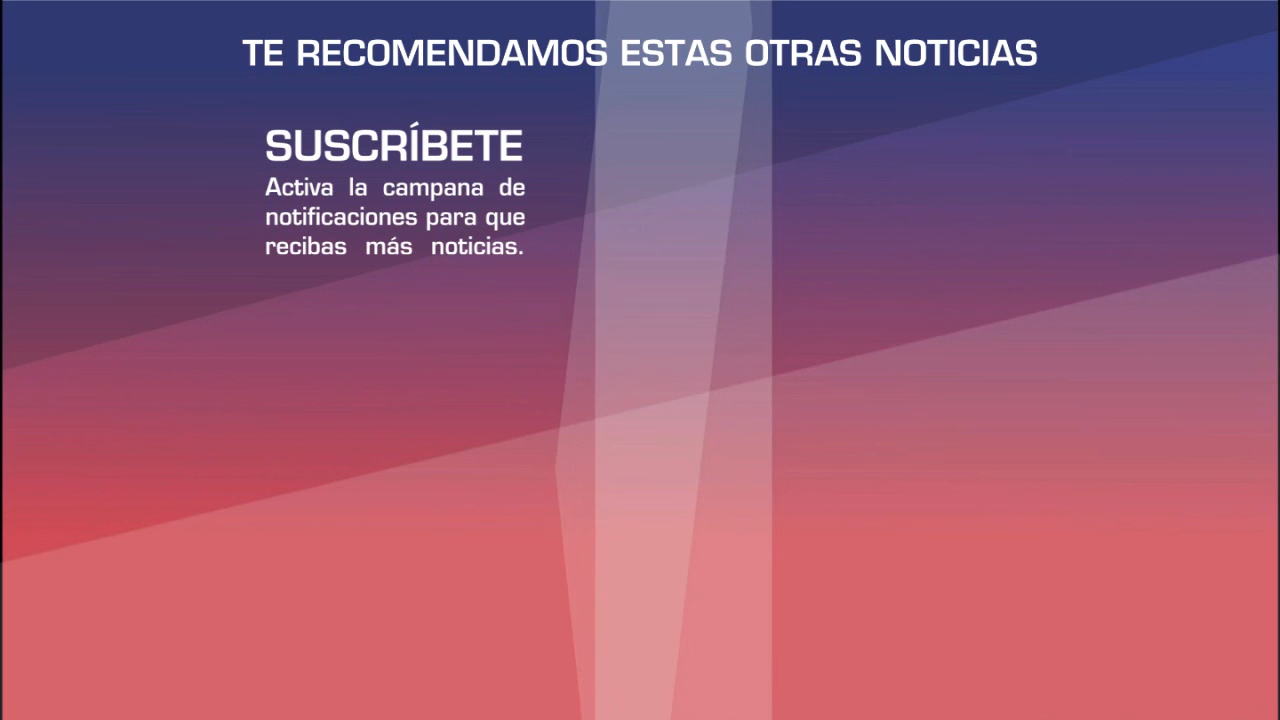 TE RECOMENDAMOS ESTAS OTRAS NOTICIAS
SUSCRÍBETE
Activa la campana de
notificaciones para que
recibas más noticias.